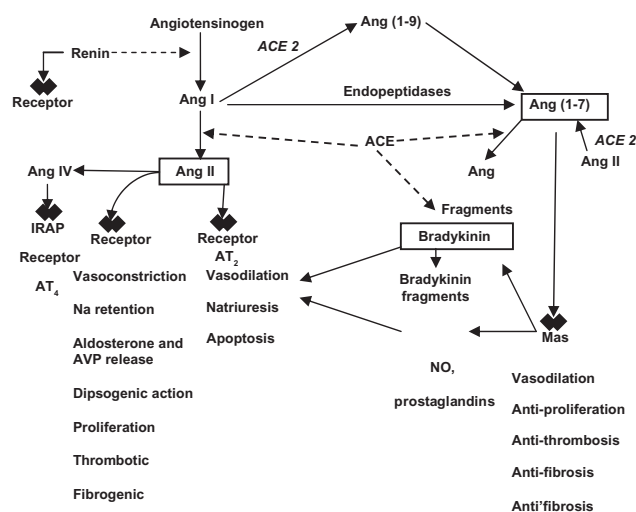 Angiotensinogen
ACE 2
Ang (1-9)
Renin
Receptor
Ang I
Endopeptidases
Ang (1-7)
ACE
ACE 2
Ang II
Ang
Ang IV
Ang II
IRAP
Receptor
AT4
Receptor
Vasoconstriction
Na retention
Aldosterone and
AVP release
Dipsogenic action
Proliferation
Thrombotic
Fibrogenic
Receptor
AT2
Vasodilation
Natriuresis
Apoptosis
Fragments
Bradykinin
Bradykinin
fragments
NO,
prostaglandins
Mas
Vasodilation
Anti-proliferation
Anti-thrombosis
Anti-fibrosis
Anti'fibrosis